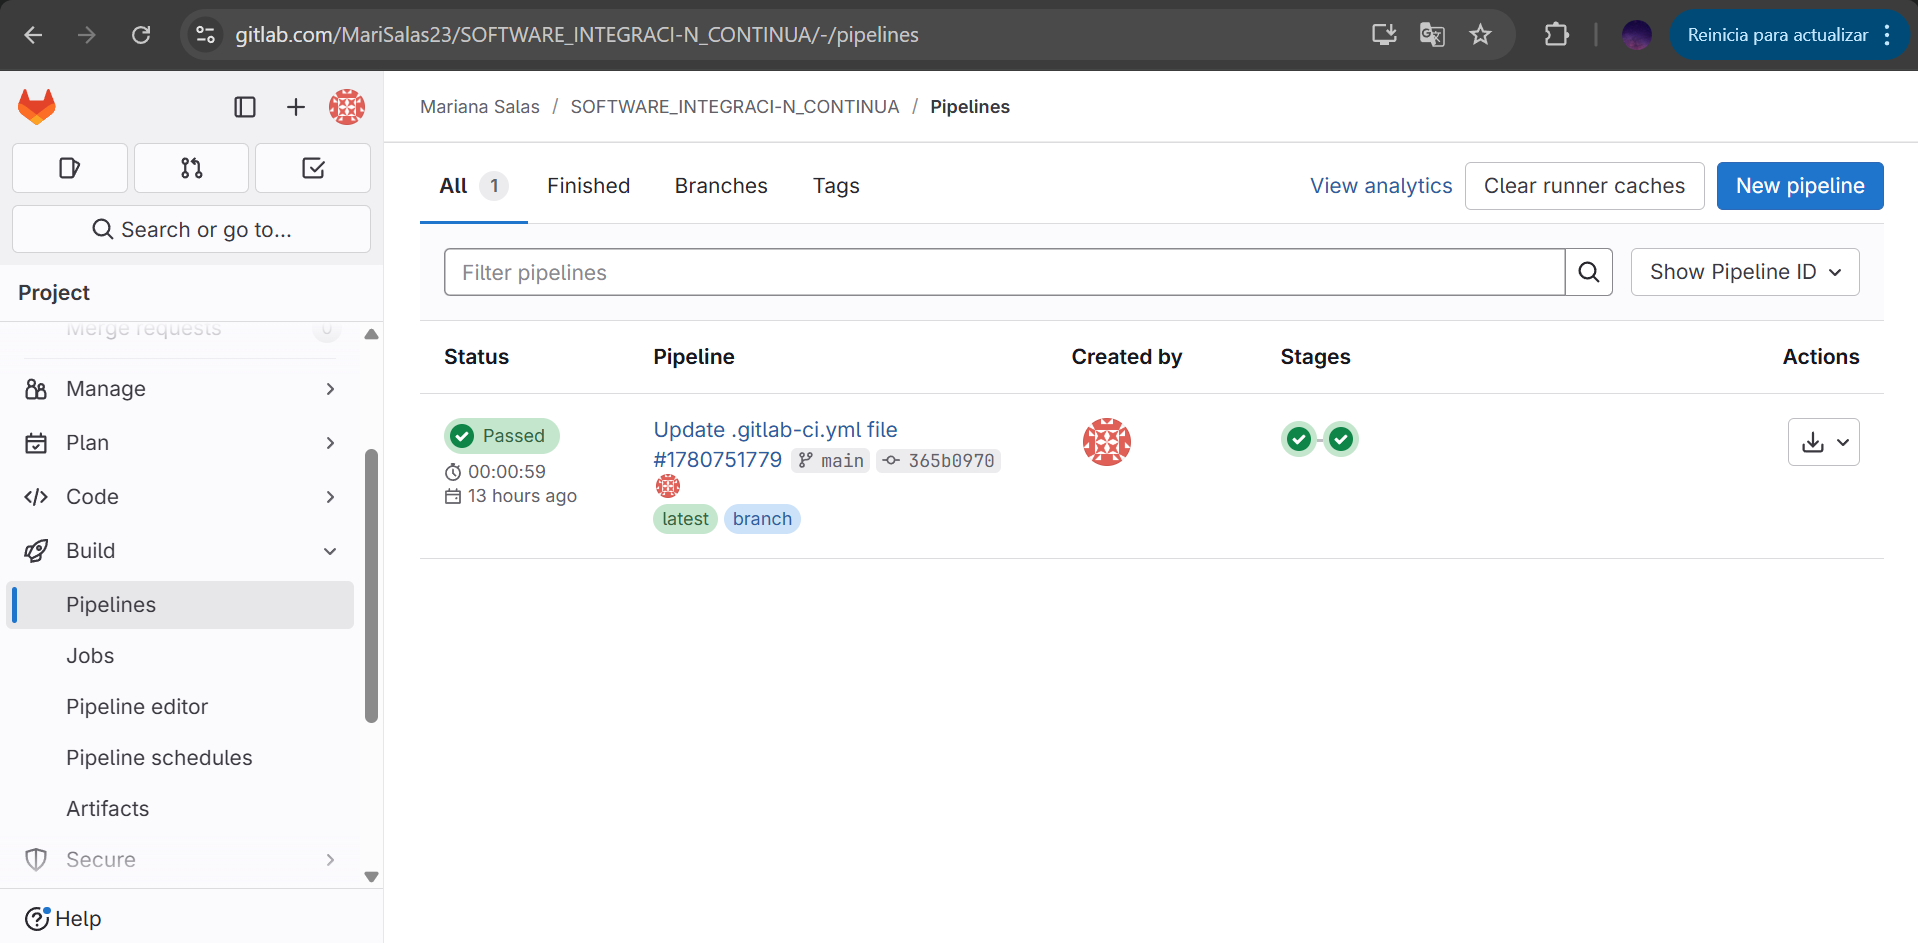 gitlab.com/MariSalas23/SOFTWARE_INTEGRACI-N_CONTINUA/-/pipelines
Reinicia para actualizar
Mariana Salas / SOFTWARE_INTEGRACI-N_CONTINUA / Pipelines
Search or go to...
Project
Merge requests 0
Manage
Plan
Code
Build
Pipelines
Jobs
Pipeline editor
Pipeline schedules
Artifacts
Secure
Help
All 1 Finished Branches Tags
View analytics Clear runner caches New pipeline
Filter pipelines Show Pipeline ID
Status Pipeline Created by Stages Actions
Passed
00:00:59
13 hours ago
Update .gitlab-ci.yml file
#1780751779 main 365b0970
latest branch